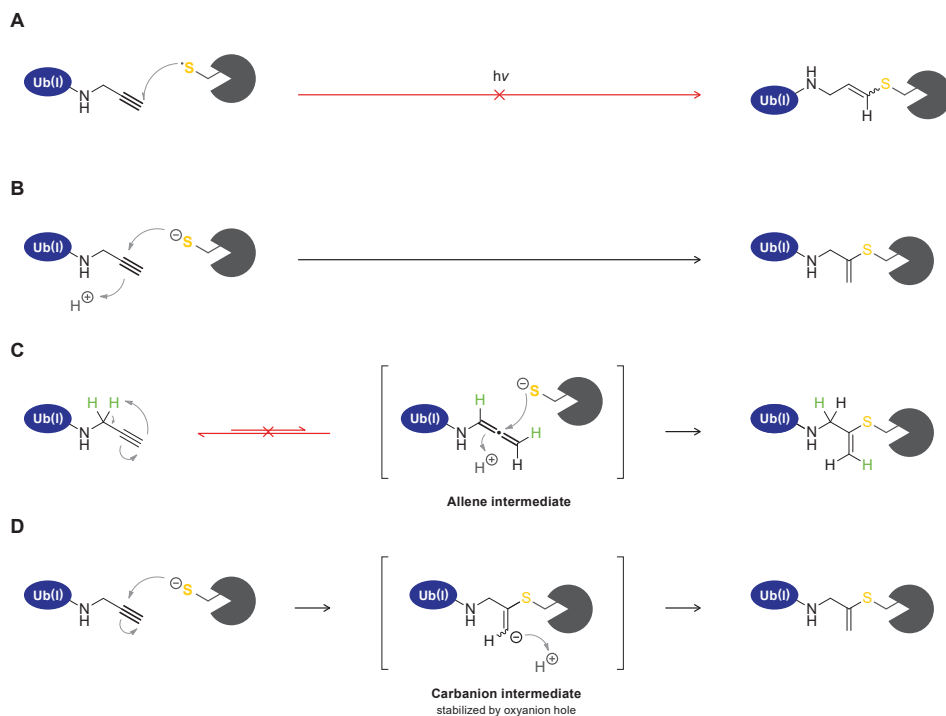 A
Ub(l)
N
H
S
hν
H
N
Ub(l)
S
H
B
Ub(l)
N
H
S
H
Ub(l)
N
H
S
C
H H
Ub(l)
N
H
H
Ub(l)
N
H
S
H
H
H
Allene intermediate
H H
Ub(l)
N
H
S
H H
D
Ub(l)
N
H
S
Ub(l)
N
H
S
H
H
Carbanion intermediate
stabilized by oxyanion hole
Ub(l)
N
H
S